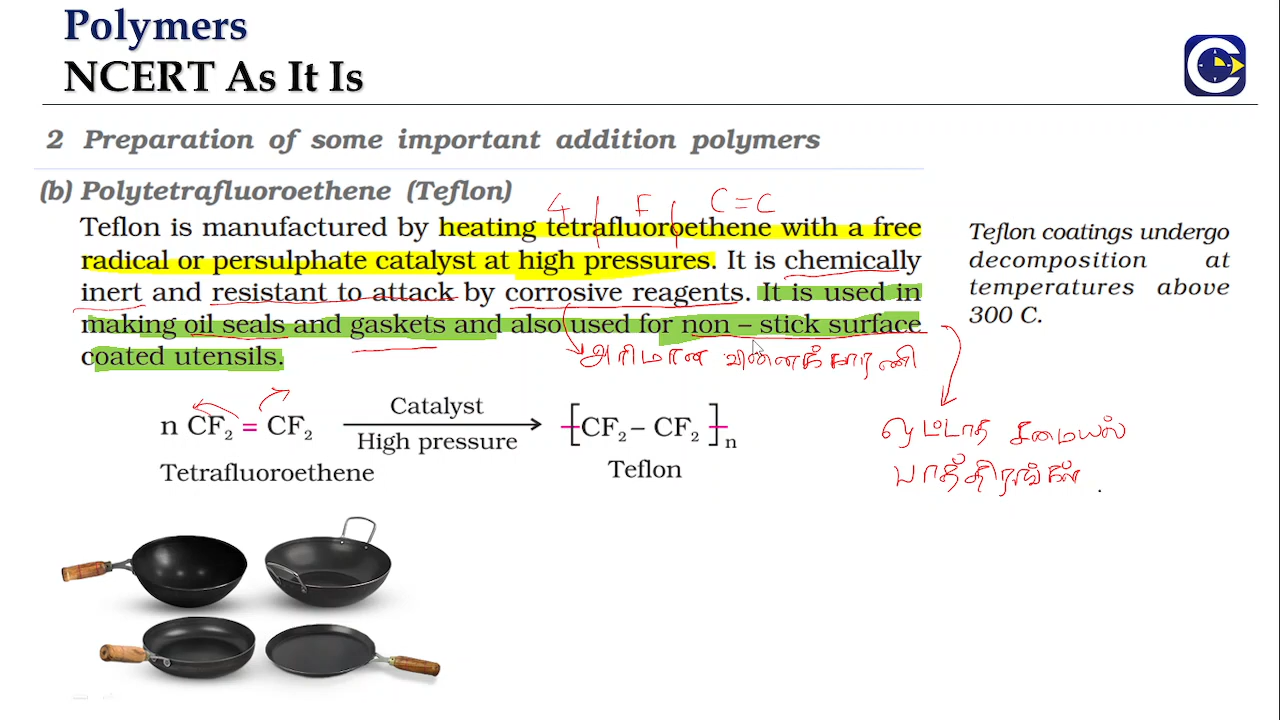 Polymers
NCERT As It Is
2 Preparation of some important addition polymers
(b) Polytetrafluoroethene (Teflon)
4 | F | C = C
Teflon is manufactured by heating tetrafluoroethene with a free
radical or persulphate catalyst at high pressures. It is chemically
inert and resistant to attack by corrosive reagents. It is used in
making oil seals and gaskets and also used for non – stick surface
coated utensils.
Teflon coatings undergo
decomposition at
temperatures above
300 C.
அரிமான வினைக்காரணி
ஒட்டாத சமையல்
பாத்திரங்கள்.
n CF₂ = CF₂
Catalyst
High pressure
[CF₂ – CF₂]n
Tetrafluoroethene
Teflon